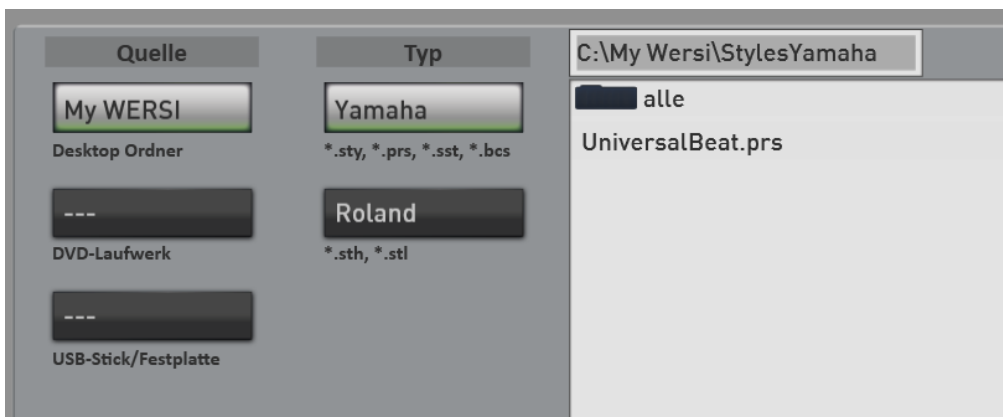 Quelle
My WERSI
Desktop Ordner
---
DVD-Laufwerk
---
USB-Stick/Festplatte
Typ
Yamaha
*.sty, *.prs, *.sst, *.bcs
Roland
*.sth, *.stl
C:\My Wersi\StylesYamaha
alle
UniversalBeat.prs